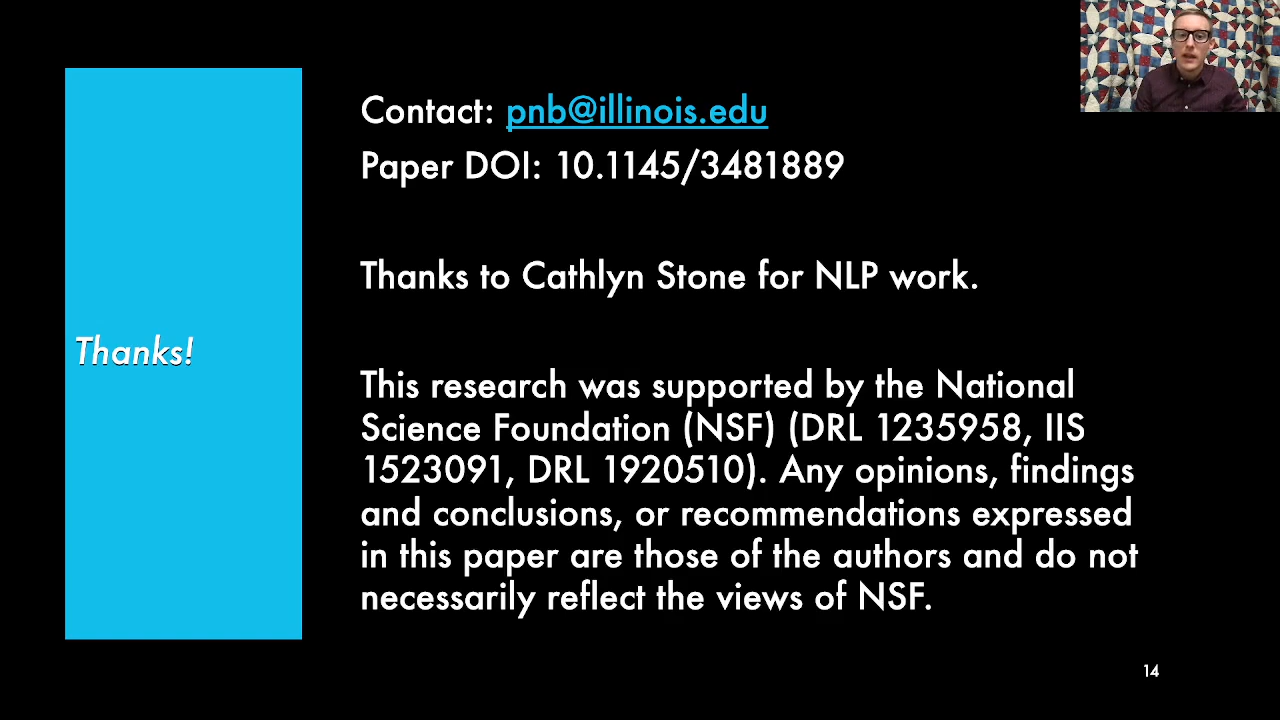 Contact: pnb@illinois.edu
Paper DOI: 10.1145/3481889
Thanks to Cathlyn Stone for NLP work.
Thanks!
This research was supported by the National
Science Foundation (NSF) (DRL 1235958, IIS
1523091, DRL 1920510). Any opinions, findings
and conclusions, or recommendations expressed
in this paper are those of the authors and do not
necessarily reflect the views of NSF.
14